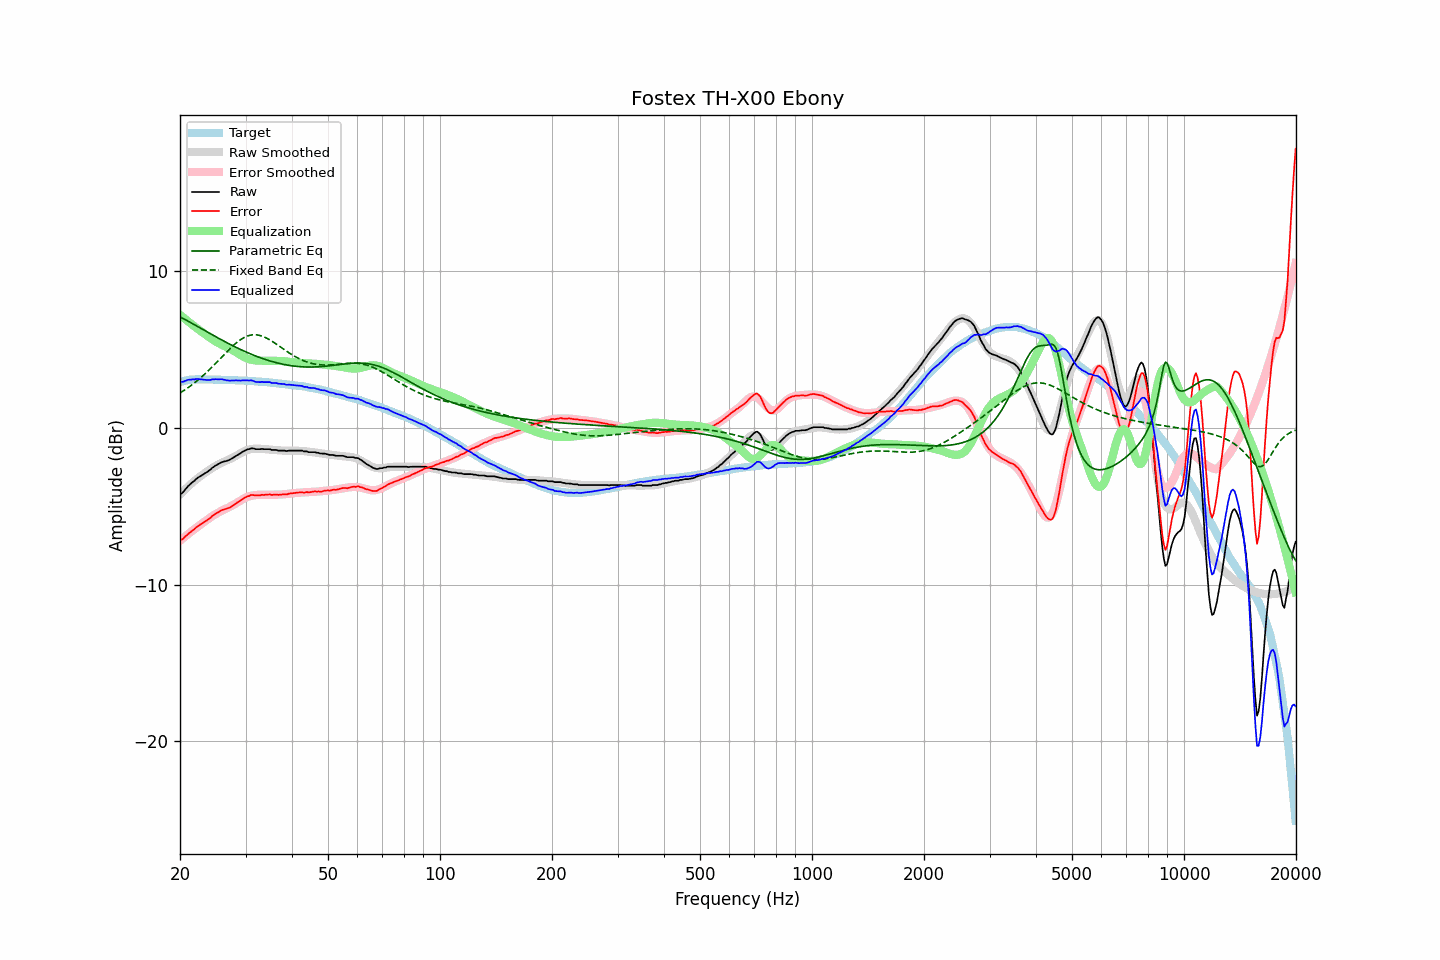 Fostex TH-X00 Ebony
Target
Raw Smoothed
Error Smoothed
Raw
Error
Equalization
Parametric Eq
Fixed Band Eq
Equalized
Amplitude (dBr)
10
0
−10
−20
20
50
100
200
500
1000
2000
5000
10000
20000
Frequency (Hz)